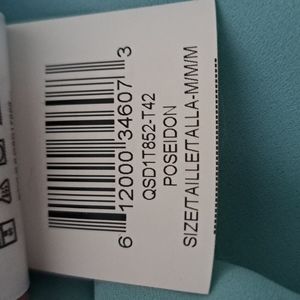 6 12000 34607 3
QSD1T852-T42
POSEIDON
SIZE/TAILLE/TALLA-M/M/M